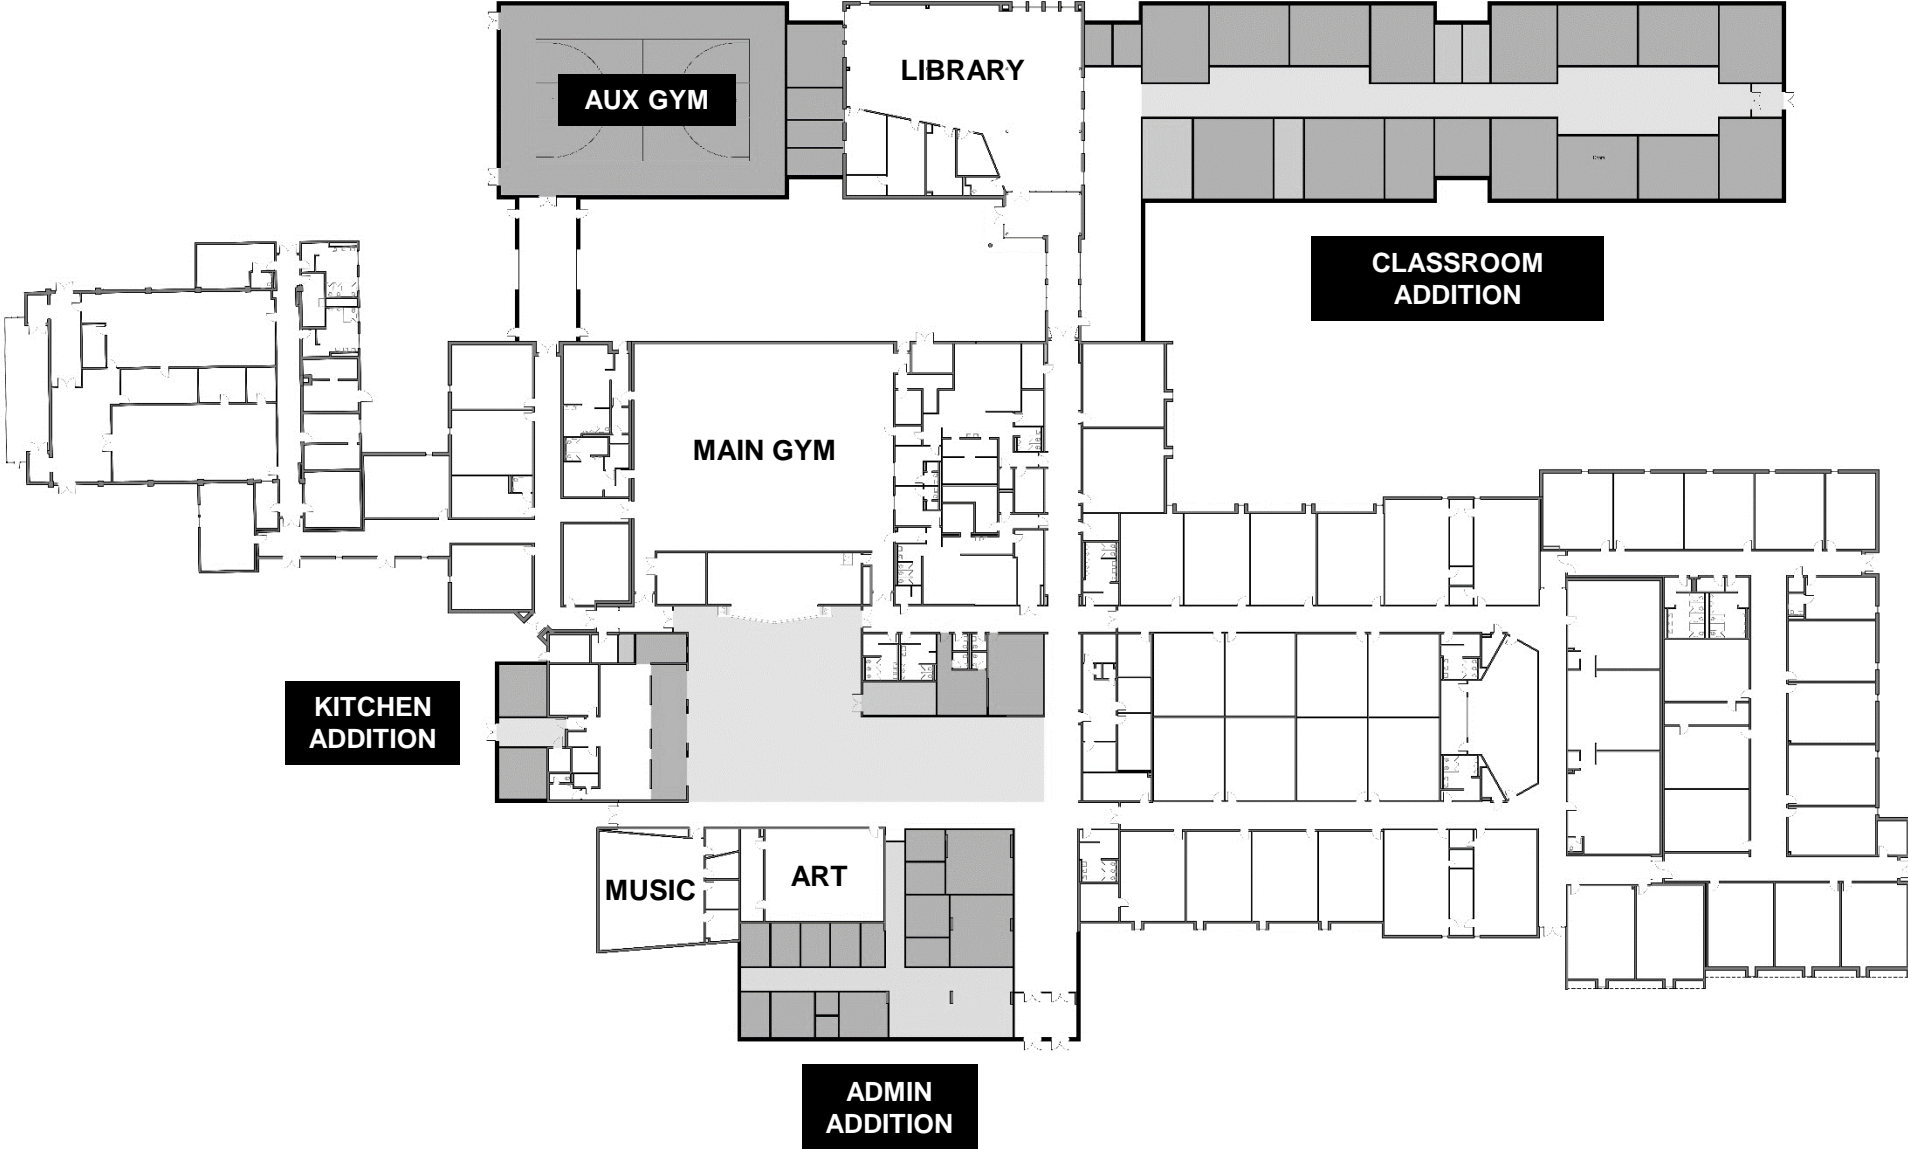 LIBRARY
AUX GYM
CLASSROOM
ADDITION
MAIN GYM
KITCHEN
ADDITION
MUSIC
ART
ADMIN
ADDITION